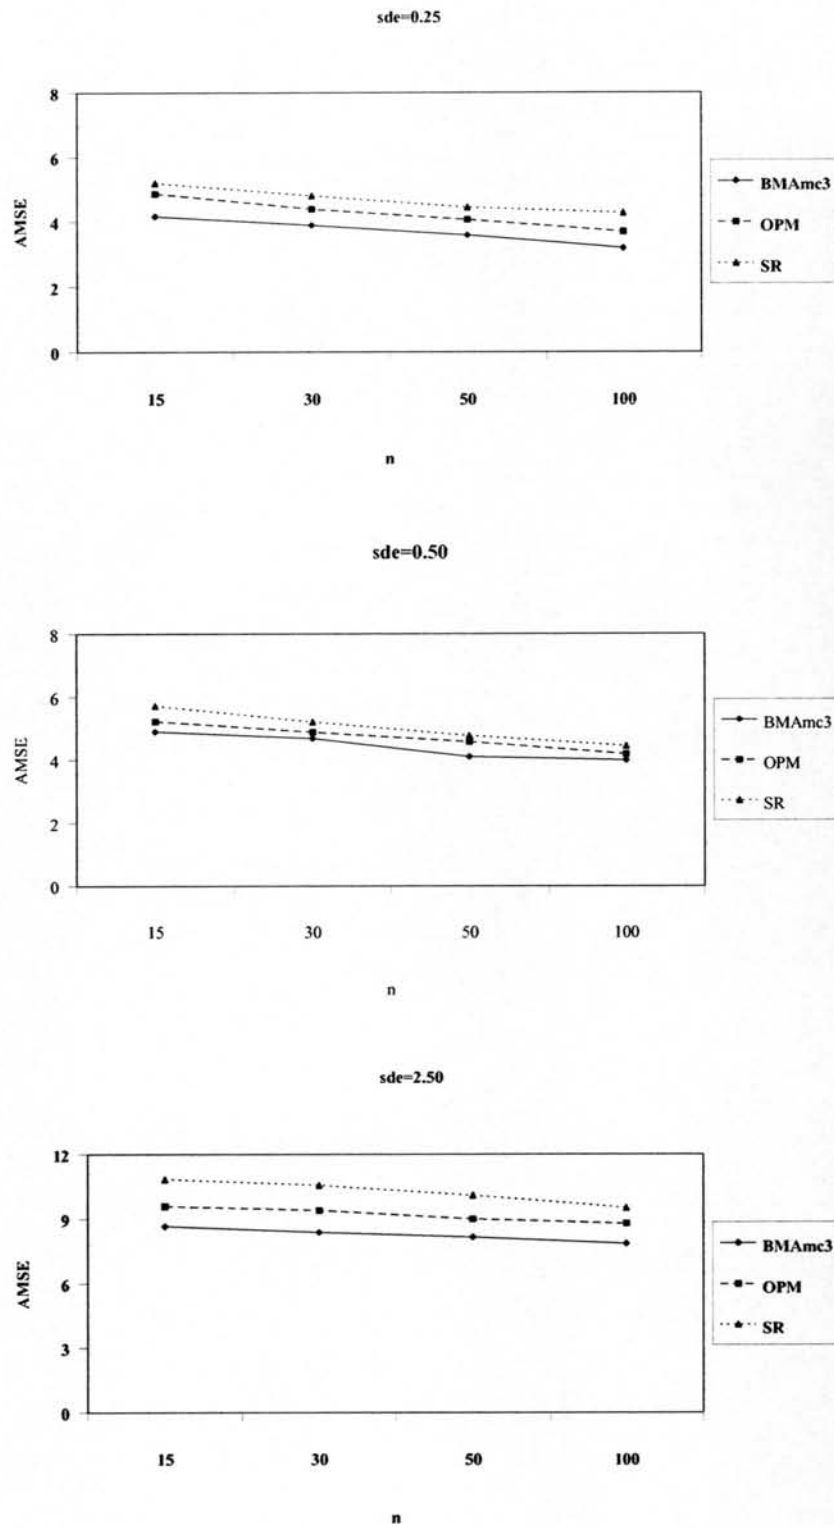 sde=0.25
8
6
4
2
0
AMSE
15 30 50 100
n
BMAmc3
OPM
SR
sde=0.50
8
6
4
2
0
AMSE
15 30 50 100
n
BMAmc3
OPM
SR
sde=2.50
12
9
6
3
0
AMSE
15 30 50 100
n
BMAmc3
OPM
SR